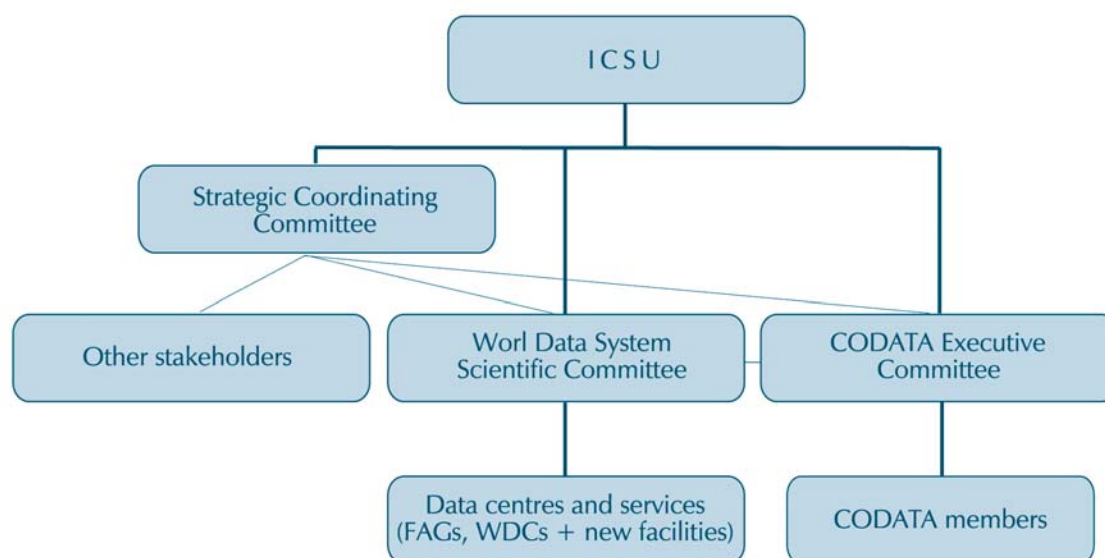 ICSU
Strategic Coordinating
Committee
Other stakeholders
Worl Data System
Scientific Committee
CODATA Executive
Committee
Data centres and services
(FAGs, WDCs + new facilities)
CODATA members